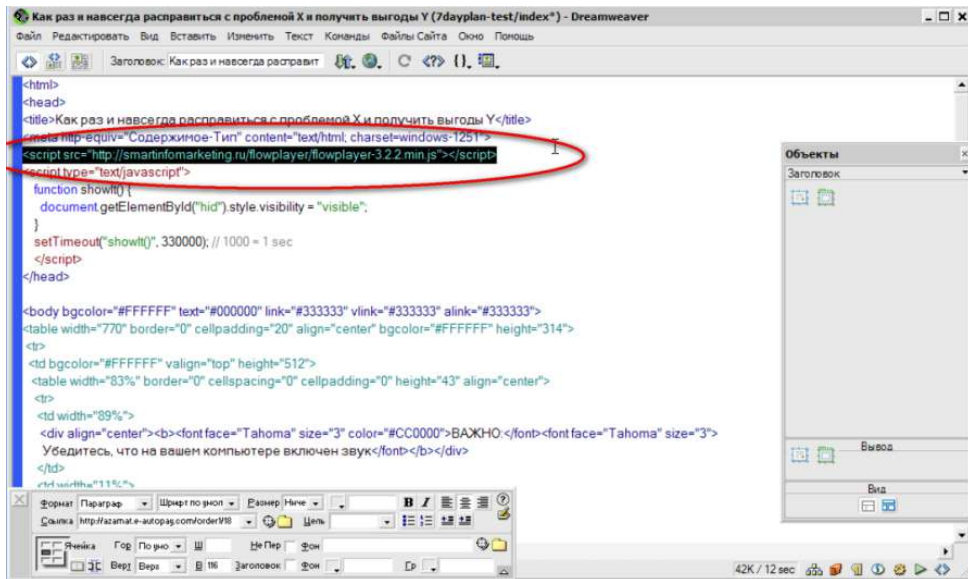 Как раз и навсегда расправиться с проблемой X и получить выгоды Y (7dayplan-test/index*) - Dreamweaver
Файл Редактировать Вид Вставить Изменить Текст Команды Файлы Сайта Окно Помощь
Заголовок: Как раз и навсегда расправит
<html>
<head>
<title>Как раз и навсегда расправиться с проблемой X и получить выгоды Y</title>
<meta http-equiv="Содержимое-Тип" content="text/html; charset=windows-1251">
<script src="http://smartinfomarketing.ru/flowplayer/flowplayer-3.2.2.min.js"></script>
<script type="text/javascript">
function showIt() {
document.getElementById("hid").style.visibility = "visible";
}
setTimeout("showIt()", 330000); // 1000 = 1 sec
</script>
</head>
<body bgcolor="#FFFFFF" text="#000000" link="#333333" vlink="#333333" alink="#333333">
<table width="770" border="0" cellpadding="20" align="center" bgcolor="#FFFFFF" height="314">
<tr>
<td bgcolor="#FFFFFF" valign="top" height="512">
<table width="83%" border="0" cellspacing="0" cellpadding="0" height="43" align="center">
<tr>
<td width="89%">
<div align="center"><b><font face="Tahoma" size="3" color="#CC0000">ВАЖНО:</font><font face="Tahoma" size="3">
Убедитесь, что на вашем компьютере включен звук</font></b></div>
</td>
<td width="11%">
Объекты
Заголовок
Вывод
Вид
Формат Параграф Шрифт по умол Размер Ниче B I
Ссылка http://azamat.e-autopay.com/order1/18 Цель
Ячейка Гор По умо Ш Не Пер Фон
Верт Верх В 116 Заголовок Фон Гр
42K / 12 sec